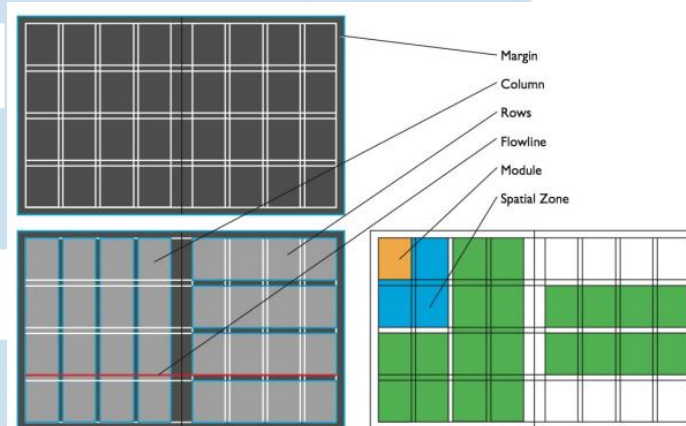 Margin
Column
Rows
Flowline
Module
Spatial Zone